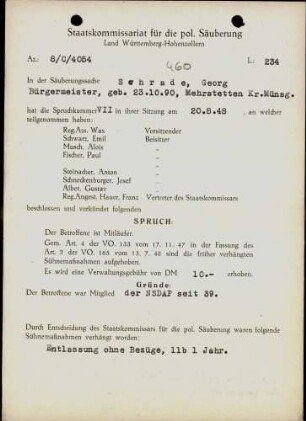 Staatskommissariat für die pol. Säuberung
Land Württemberg-Hohenzollern
Az: 8/C/4054
L: 234
460
In der Säuberungssache Schrade, Georg
Bürgermeister, geb. 23.10.90, Mehrstetten Kr.Münsg.
hat die Spruchkammer VII in ihrer Sitzung am 20.8.48, an welcher
teilgenommen haben:
Reg.Ass. Wax Vorsitzender
Schwarz, Emil Beisitzer
Musch, Alois "
Fischer, Paul "
Steinacher, Anton "
Schneckenburger, Josef "
Alber, Gustav "
Reg.Angest. Hauer, Franz Vertreter des Staatskommissars
beschlossen und verkündet folgenden
SPRUCH:
Der Betroffene ist Mitläufer.
Gem. Art. 4 der VO. 133 vom 17. 11. 47 in der Fassung des
Art. 2 der VO. 165 vom 13. 7. 48 sind die früher verhängten
Sühnemaßnahmen aufgehoben.
Es wird eine Verwaltungsgebühr von DM 10.- erhoben.
Gründe:
Der Betroffene war Mitglied der NSDAP seit 39.
Durch Entscheidung des Staatskommissars für die pol. Säuberung waren folgende
Sühnemaßnahmen verhängt worden:
Entlassung ohne Bezüge, 11b 1 Jahr.